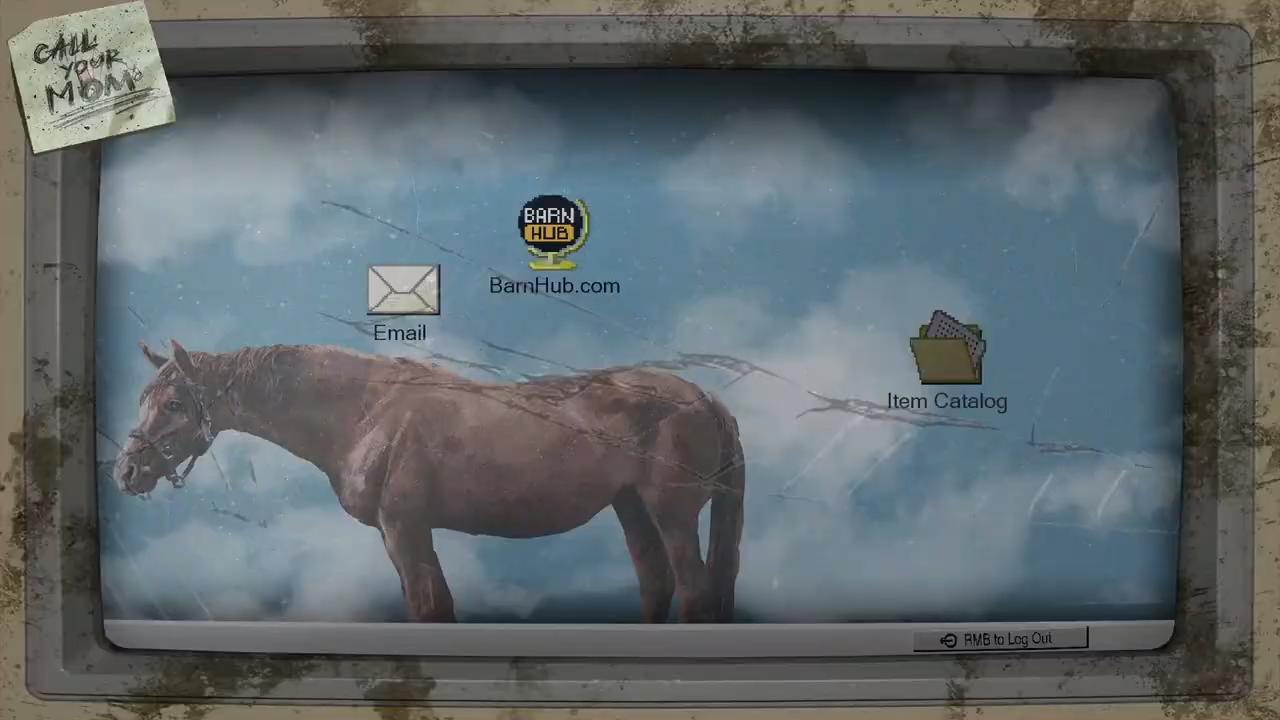 CALL
YOUR
MOM
BARN
HUB
BarnHub.com
Email
Item Catalog
RMB to Log Out